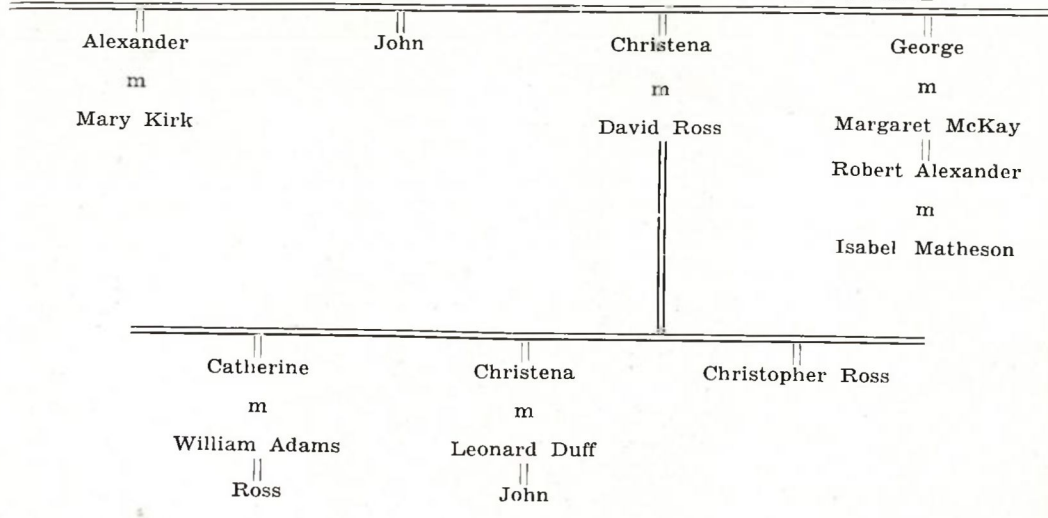 Alexander John Christena George
m m m
Mary Kirk David Ross Margaret McKay
Robert Alexander
m
Isabel Matheson
Catherine Christena Christopher Ross
m m
William Adams Leonard Duff
Ross John